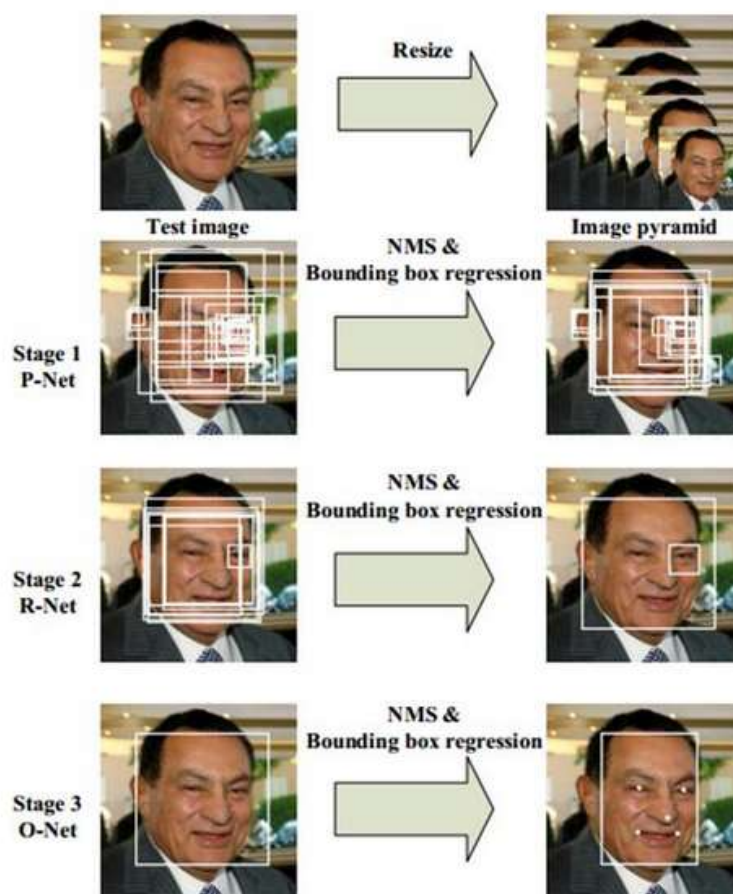 Resize
Test image
Image pyramid
NMS &
Bounding box regression
Stage 1
P-Net
NMS &
Bounding box regression
Stage 2
R-Net
NMS &
Bounding box regression
Stage 3
O-Net